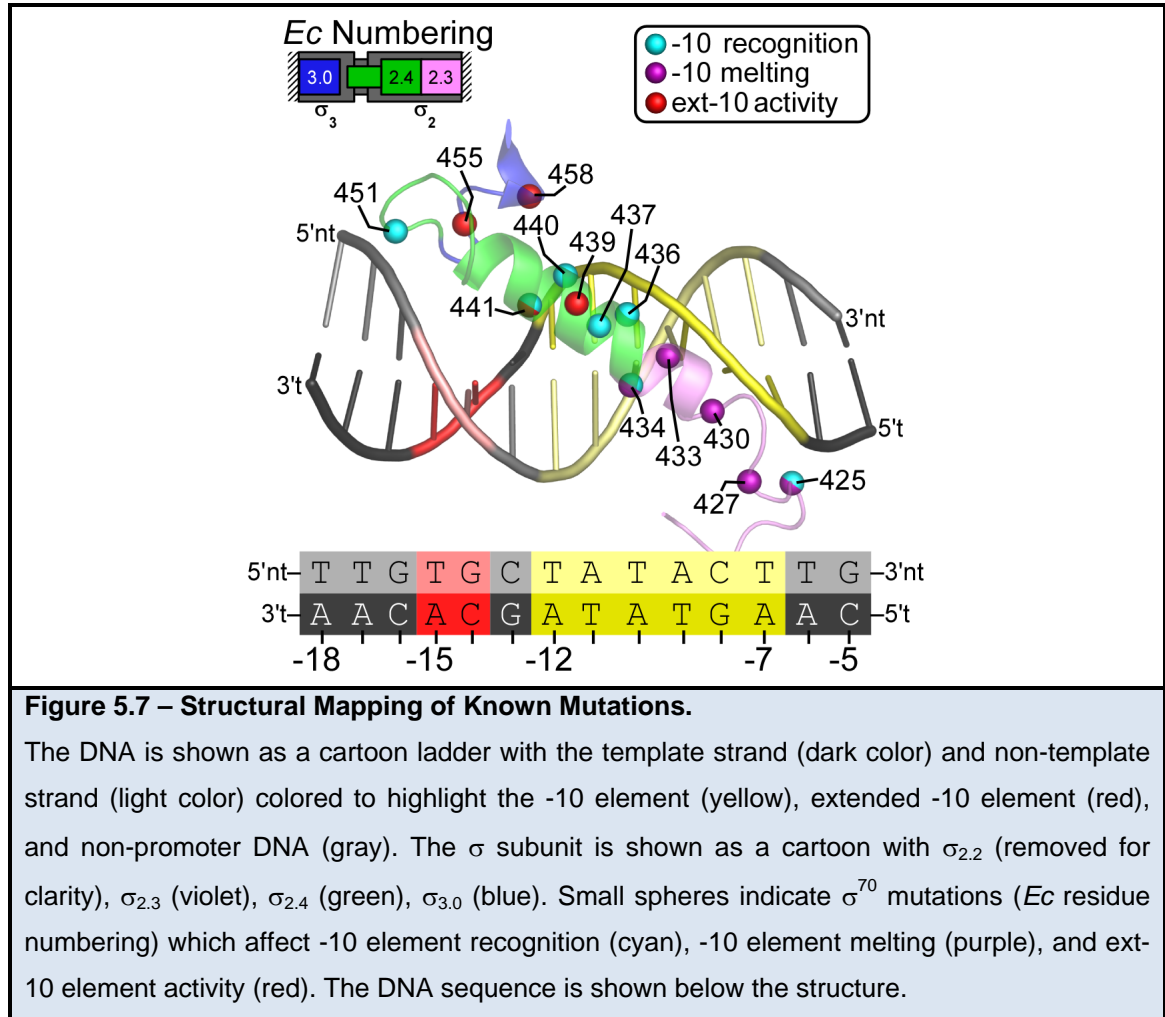 Ec Numbering
3.0 2.4 2.3
σ3 σ2
-10 recognition
-10 melting
ext-10 activity
458
455
451
440
437
439
436
441
434
433
430
427
425
5'nt
3't
3'nt
5't
5'nt T T G T G C T A T A C T T G 3'nt
3't A A C A C G A T A T G A A C 5't
-18 -15 -12 -7 -5
Figure 5.7 – Structural Mapping of Known Mutations.
The DNA is shown as a cartoon ladder with the template strand (dark color) and non-template
strand (light color) colored to highlight the -10 element (yellow), extended -10 element (red),
and non-promoter DNA (gray). The σ subunit is shown as a cartoon with σ2.2 (removed for
clarity), σ2.3 (violet), σ2.4 (green), σ3.0 (blue). Small spheres indicate σ70 mutations (Ec residue
numbering) which affect -10 element recognition (cyan), -10 element melting (purple), and ext-
10 element activity (red). The DNA sequence is shown below the structure.